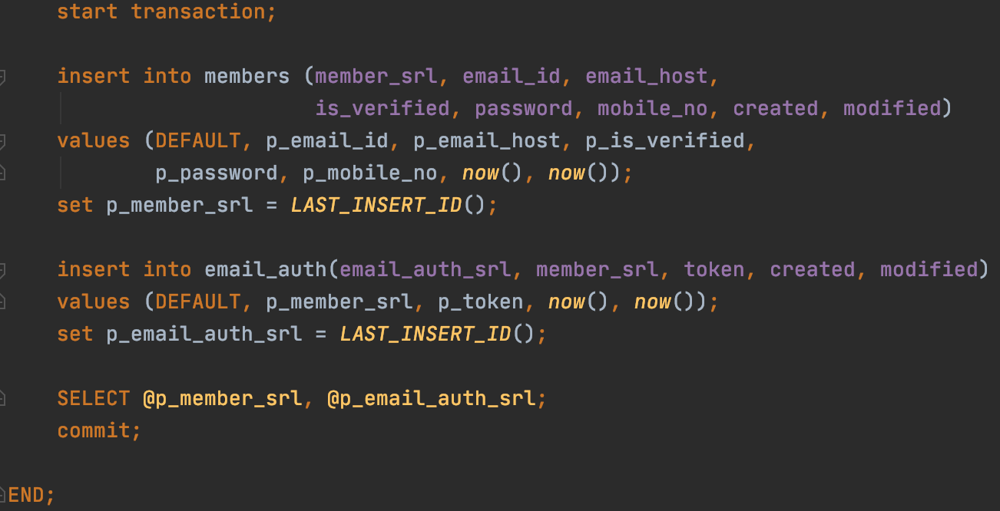 start transaction;
insert into members (member_srl, email_id, email_host,
is_verified, password, mobile_no, created, modified)
values (DEFAULT, p_email_id, p_email_host, p_is_verified,
p_password, p_mobile_no, now(), now());
set p_member_srl = LAST_INSERT_ID();
insert into email_auth(email_auth_srl, member_srl, token, created, modified)
values (DEFAULT, p_member_srl, p_token, now(), now());
set p_email_auth_srl = LAST_INSERT_ID();
SELECT @p_member_srl, @p_email_auth_srl;
commit;
END;